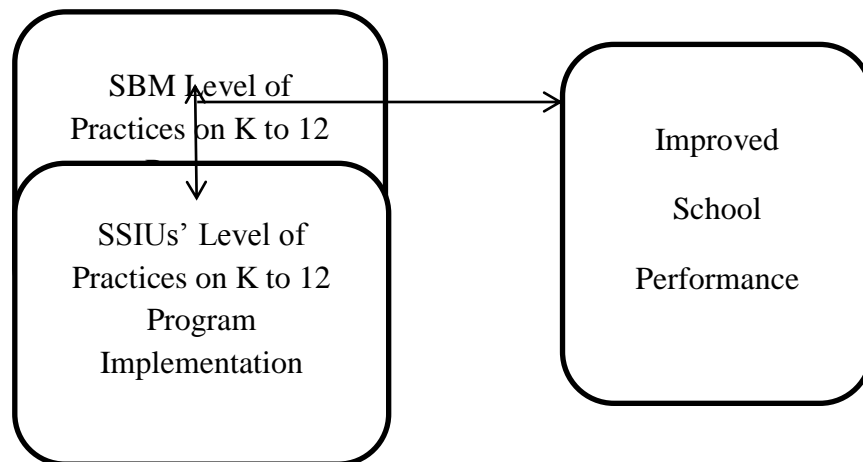 SBM Level of
Practices on K to 12
SSIUs’ Level of
Practices on K to 12
Program
Implementation
Improved
School
Performance